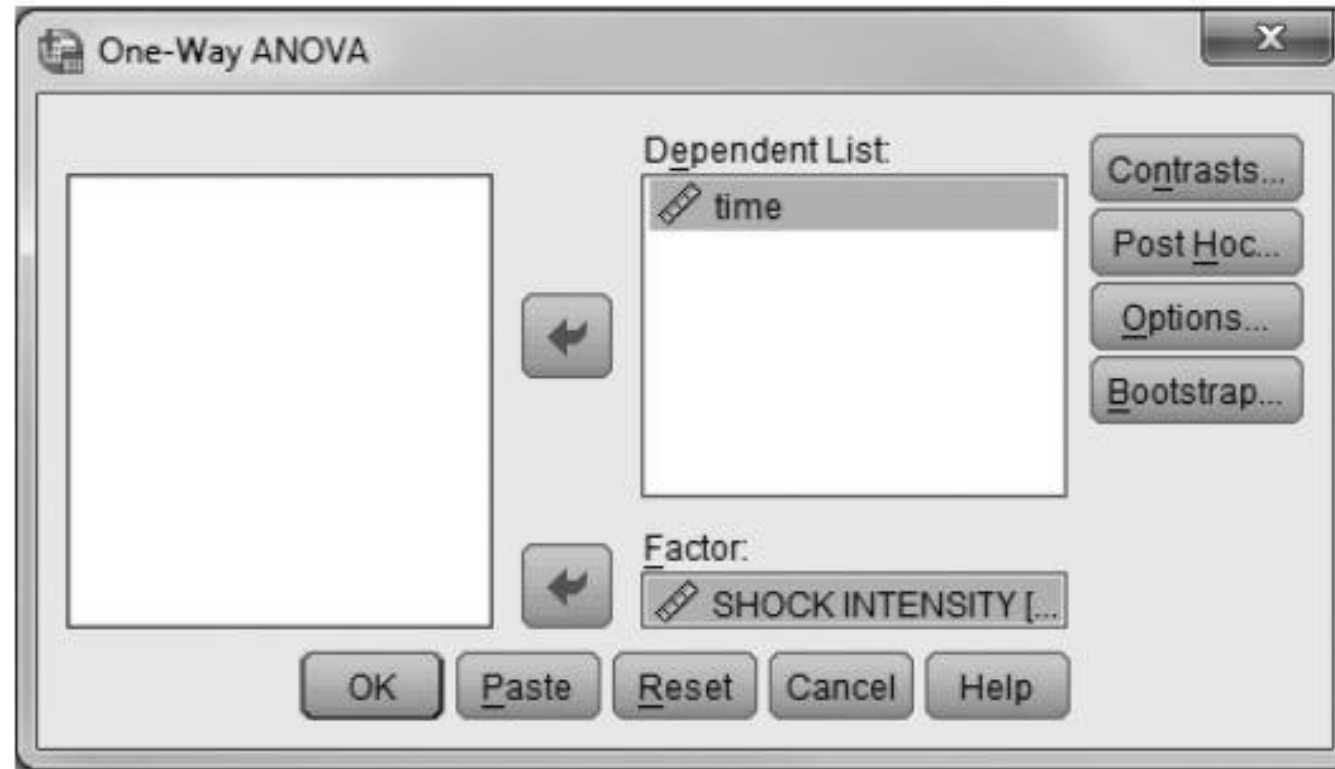 One-Way ANOVA
Dependent List:
time
Contrasts...
Post Hoc...
Options...
Bootstrap...
Factor:
SHOCK INTENSITY [...
OK Paste Reset Cancel Help